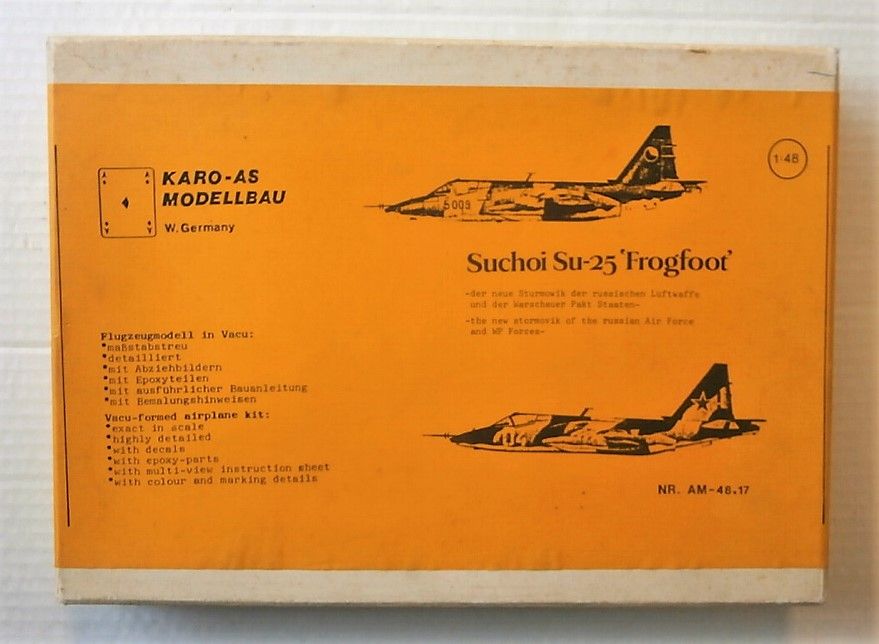 A A
A A
KARO-AS
MODELLBAU
W.Germany
1:48
5009
Suchoi Su-25 'Frogfoot'
-der neue Sturmowik der russischen Luftwaffe
und der Warschauer Pakt Staaten-
-the new stormovik of the russian Air Force
and WP Forces-
Flugzeugmodell in Vacu:
*maßstabstreu
*detailliert
*mit Abziehbildern
*mit Epoxyteilen
*mit ausführlicher Bauanleitung
*mit Bemalungshinweisen
Vacu-formed airplane kit:
*exact in scale
*highly detailed
*with decals
*with epoxy-parts
*with multi-view instruction sheet
*with colour and marking details
NR. AM-48.17